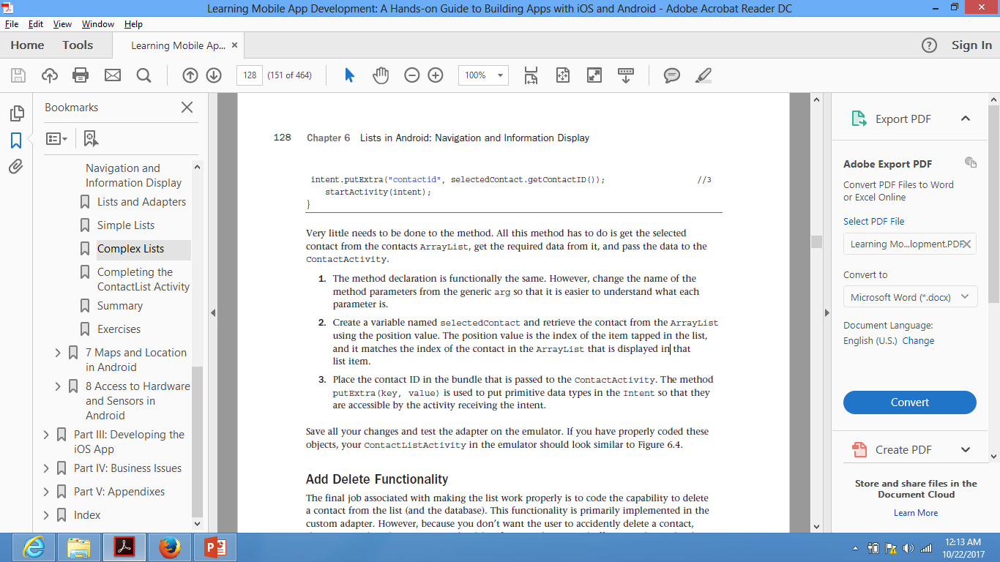 Learning Mobile App Development: A Hands-on Guide to Building Apps with iOS and Android - Adobe Acrobat Reader DC
File Edit View Window Help
Home Tools Learning Mobile Ap... × ? Sign In
128 (151 of 464) 100%
Bookmarks
Navigation and
Information Display
Lists and Adapters
Simple Lists
Complex Lists
Completing the
ContactList Activity
Summary
Exercises
7 Maps and Location
in Android
8 Access to Hardware
and Sensors in
Android
Part III: Developing the
iOS App
Part IV: Business Issues
Part V: Appendixes
Index
128 Chapter 6 Lists in Android: Navigation and Information Display
intent.putExtra("contactid", selectedContact.getContactID()); //3
startActivity(intent);
}
Very little needs to be done to the method. All this method has to do is get the selected
contact from the contacts ArrayList, get the required data from it, and pass the data to the
ContactActivity.
1. The method declaration is functionally the same. However, change the name of the
method parameters from the generic arg so that it is easier to understand what each
parameter is.
2. Create a variable named selectedContact and retrieve the contact from the ArrayList
using the position value. The position value is the index of the item tapped in the list,
and it matches the index of the contact in the ArrayList that is displayed in that
list item.
3. Place the contact ID in the bundle that is passed to the ContactActivity. The method
putExtra(key, value) is used to put primitive data types in the Intent so that they
are accessible by the activity receiving the intent.
Save all your changes and test the adapter on the emulator. If you have properly coded these
objects, your ContactListActivity in the emulator should look similar to Figure 6.4.
Add Delete Functionality
The final job associated with making the list work properly is to code the capability to delete
a contact from the list (and the database). This functionality is primarily implemented in the
custom adapter. However, because you don't want the user to accidently delete a contact,
Export PDF
Adobe Export PDF
Convert PDF Files to Word
or Excel Online
Select PDF File
Learning Mo...lopment.PDF
Convert to
Microsoft Word (*.docx)
Document Language:
English (U.S.) Change
Convert
Create PDF
Store and share files in the
Document Cloud
Learn More
12:13 AM
10/22/2017